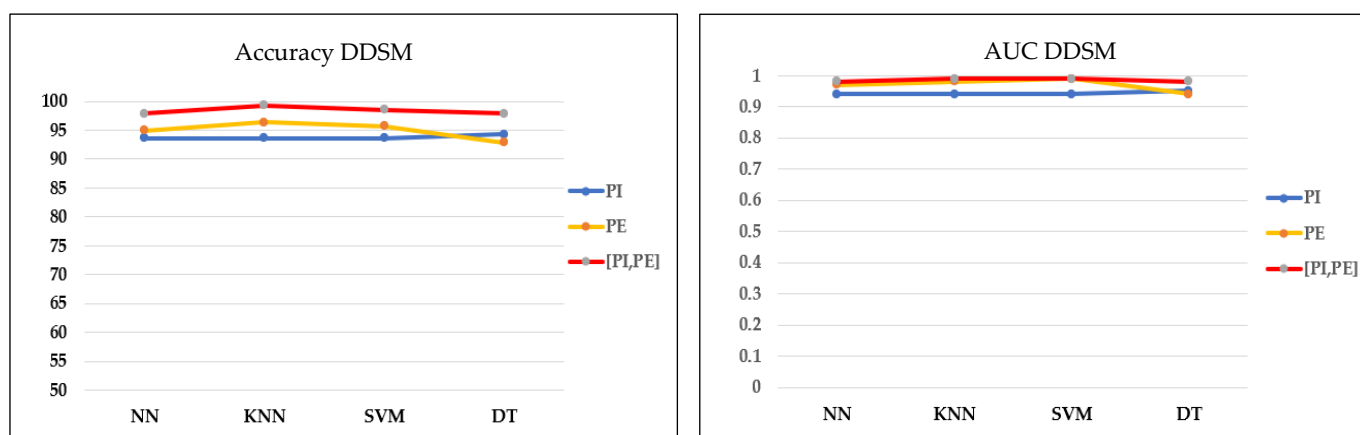 Accuracy DDSM
100
95
90
85
80
75
70
65
60
55
50
NN KNN SVM DT
PI
PE
[PI,PE]
AUC DDSM
1
0.9
0.8
0.7
0.6
0.5
0.4
0.3
0.2
0.1
0
NN KNN SVM DT
PI
PE
[PI,PE]